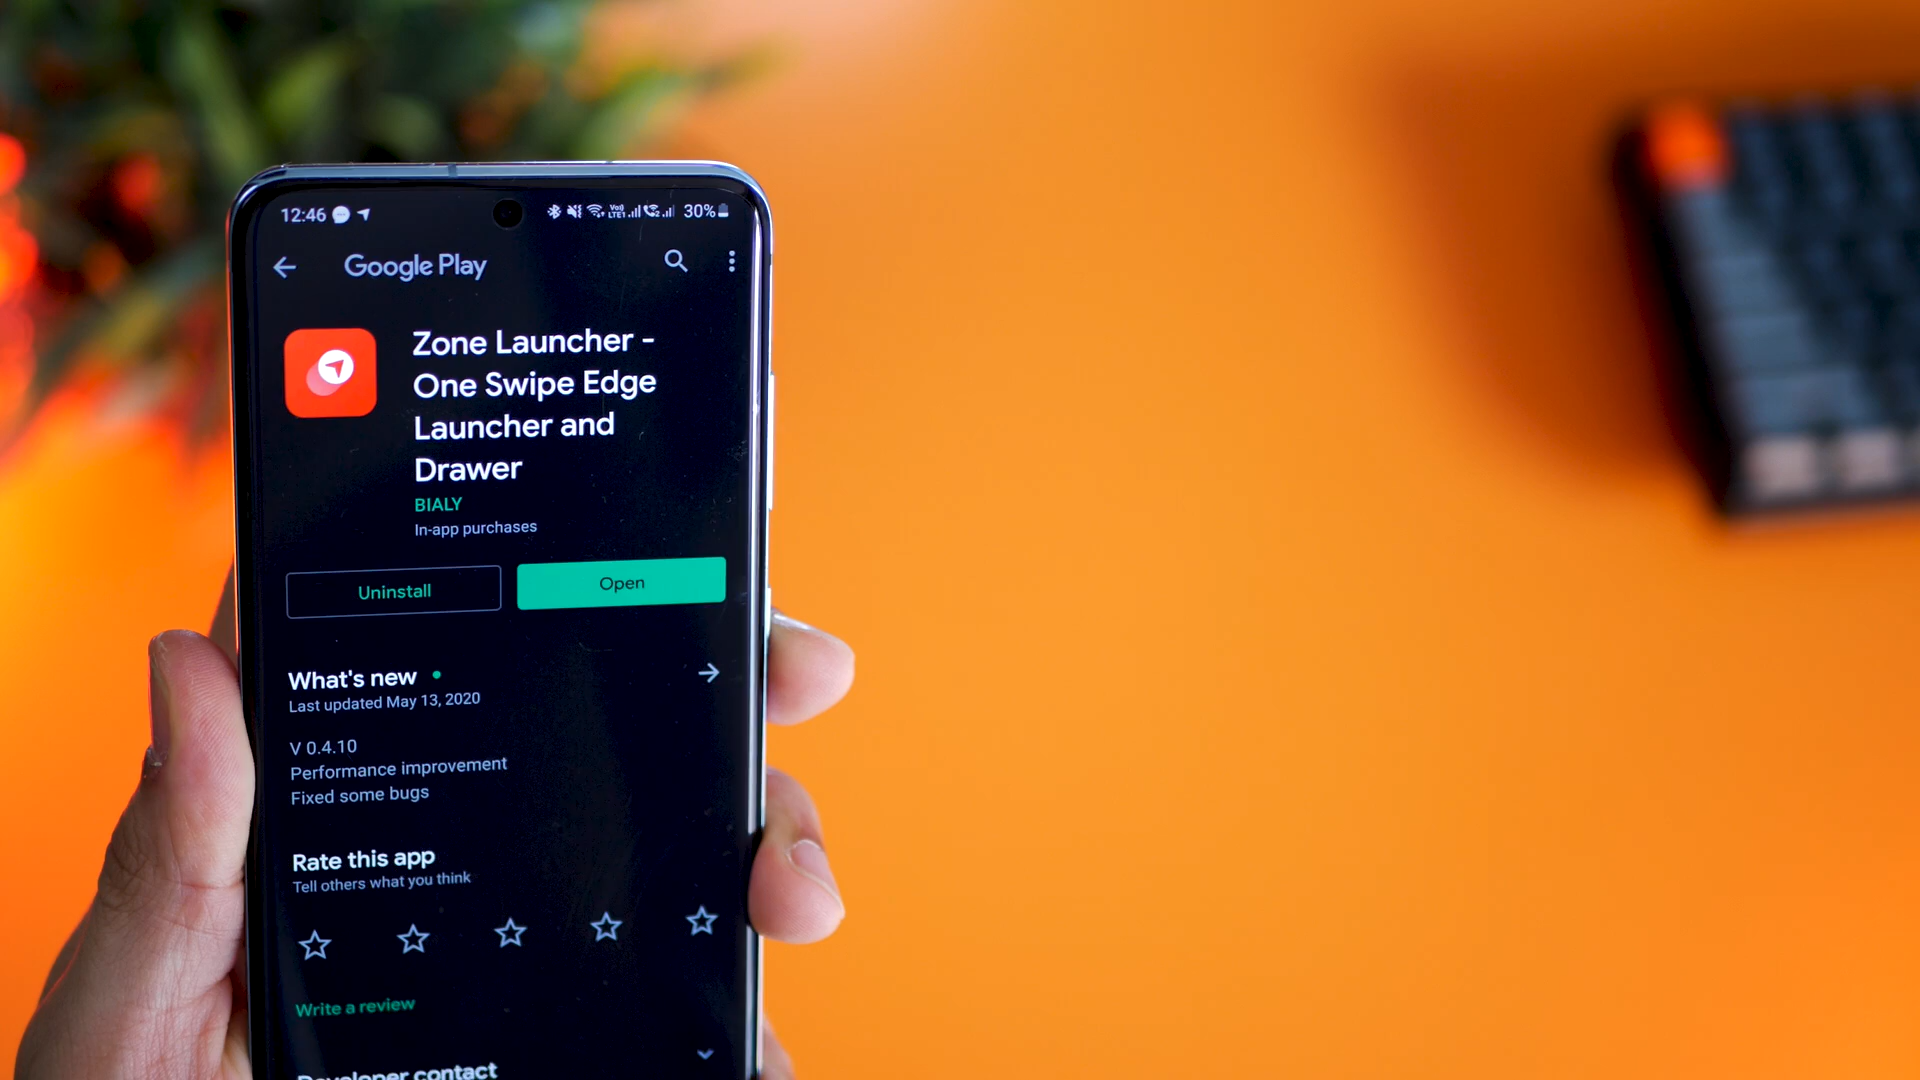 12:46 30%
Google Play
Zone Launcher -
One Swipe Edge
Launcher and
Drawer
BIALY
In-app purchases
Uninstall Open
What's new
Last updated May 13, 2020
V 0.4.10
Performance improvement
Fixed some bugs
Rate this app
Tell others what you think
Write a review
Developer contact